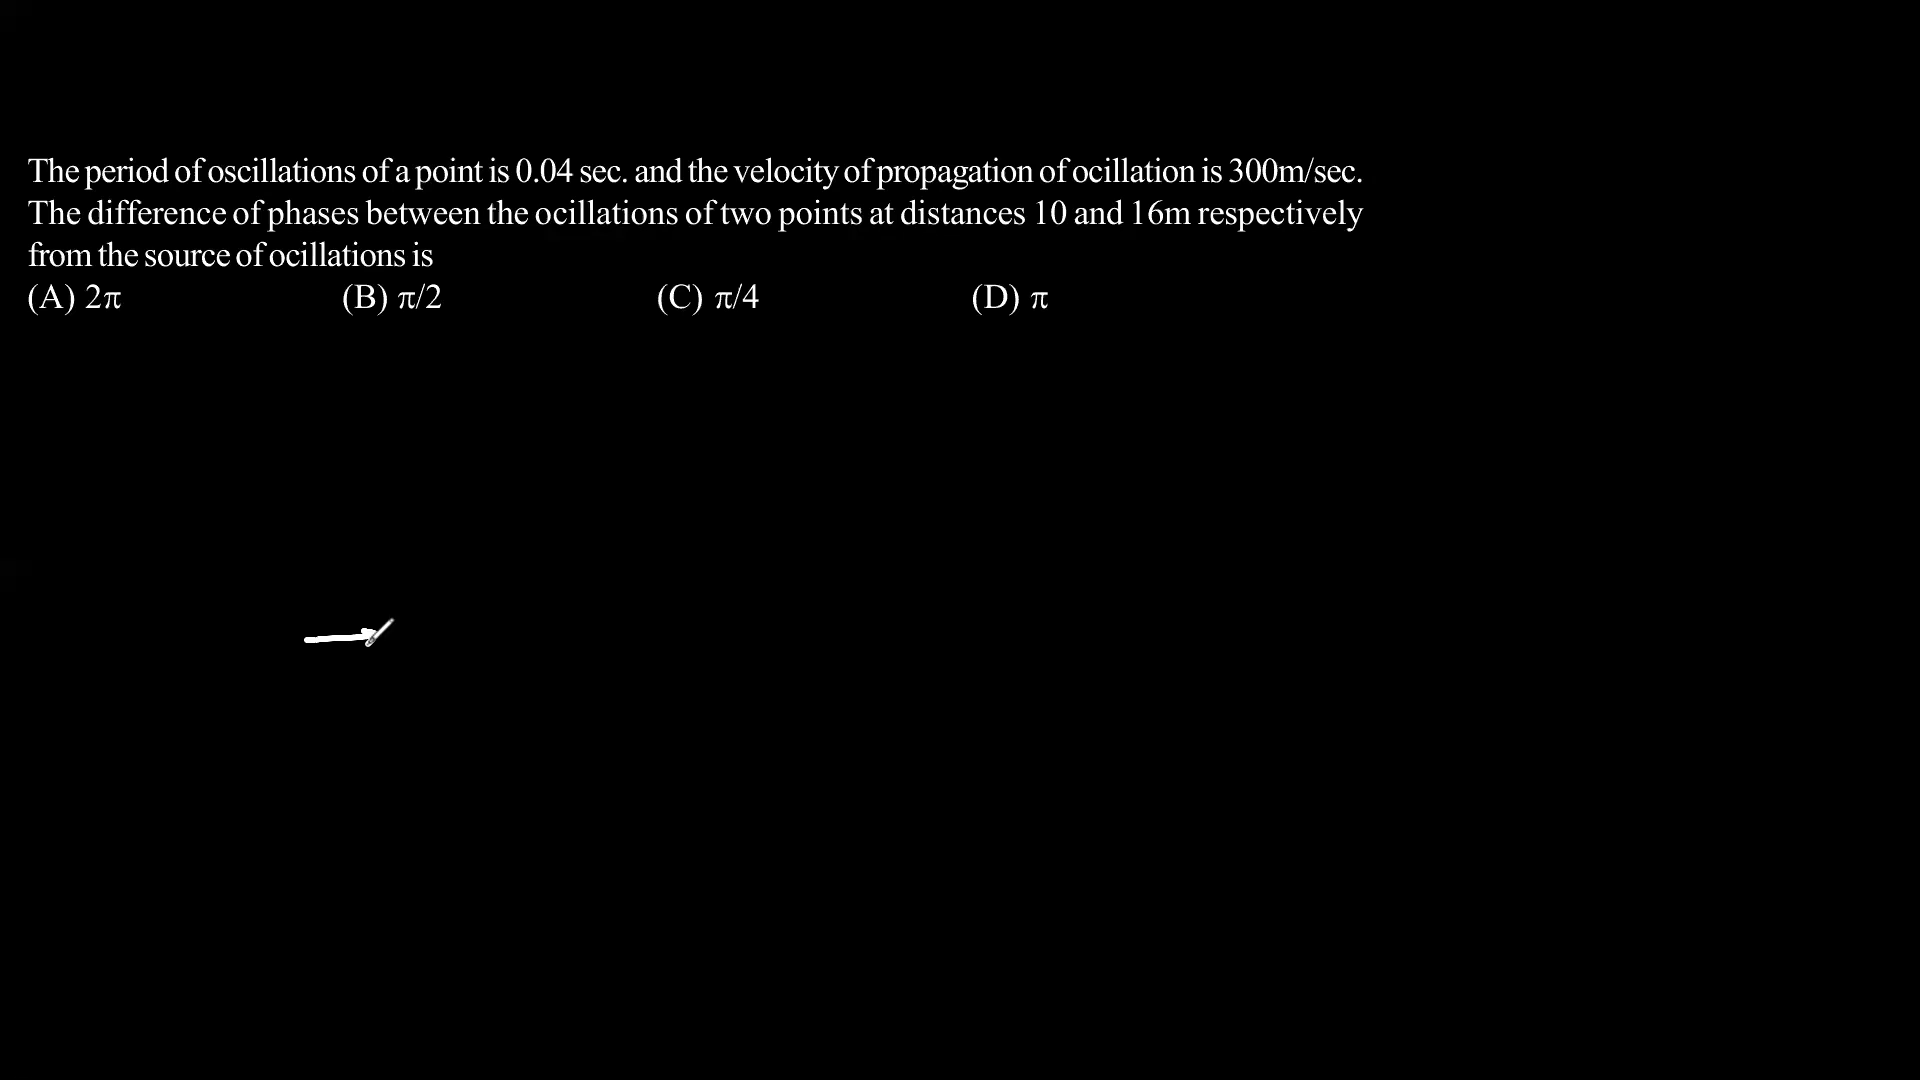 The period of oscillations of a point is 0.04 sec. and the velocity of propagation of ocillation is 300m/sec.
The difference of phases between the ocillations of two points at distances 10 and 16m respectively
from the source of ocillations is
(A) 2π (B) π/2 (C) π/4 (D) π